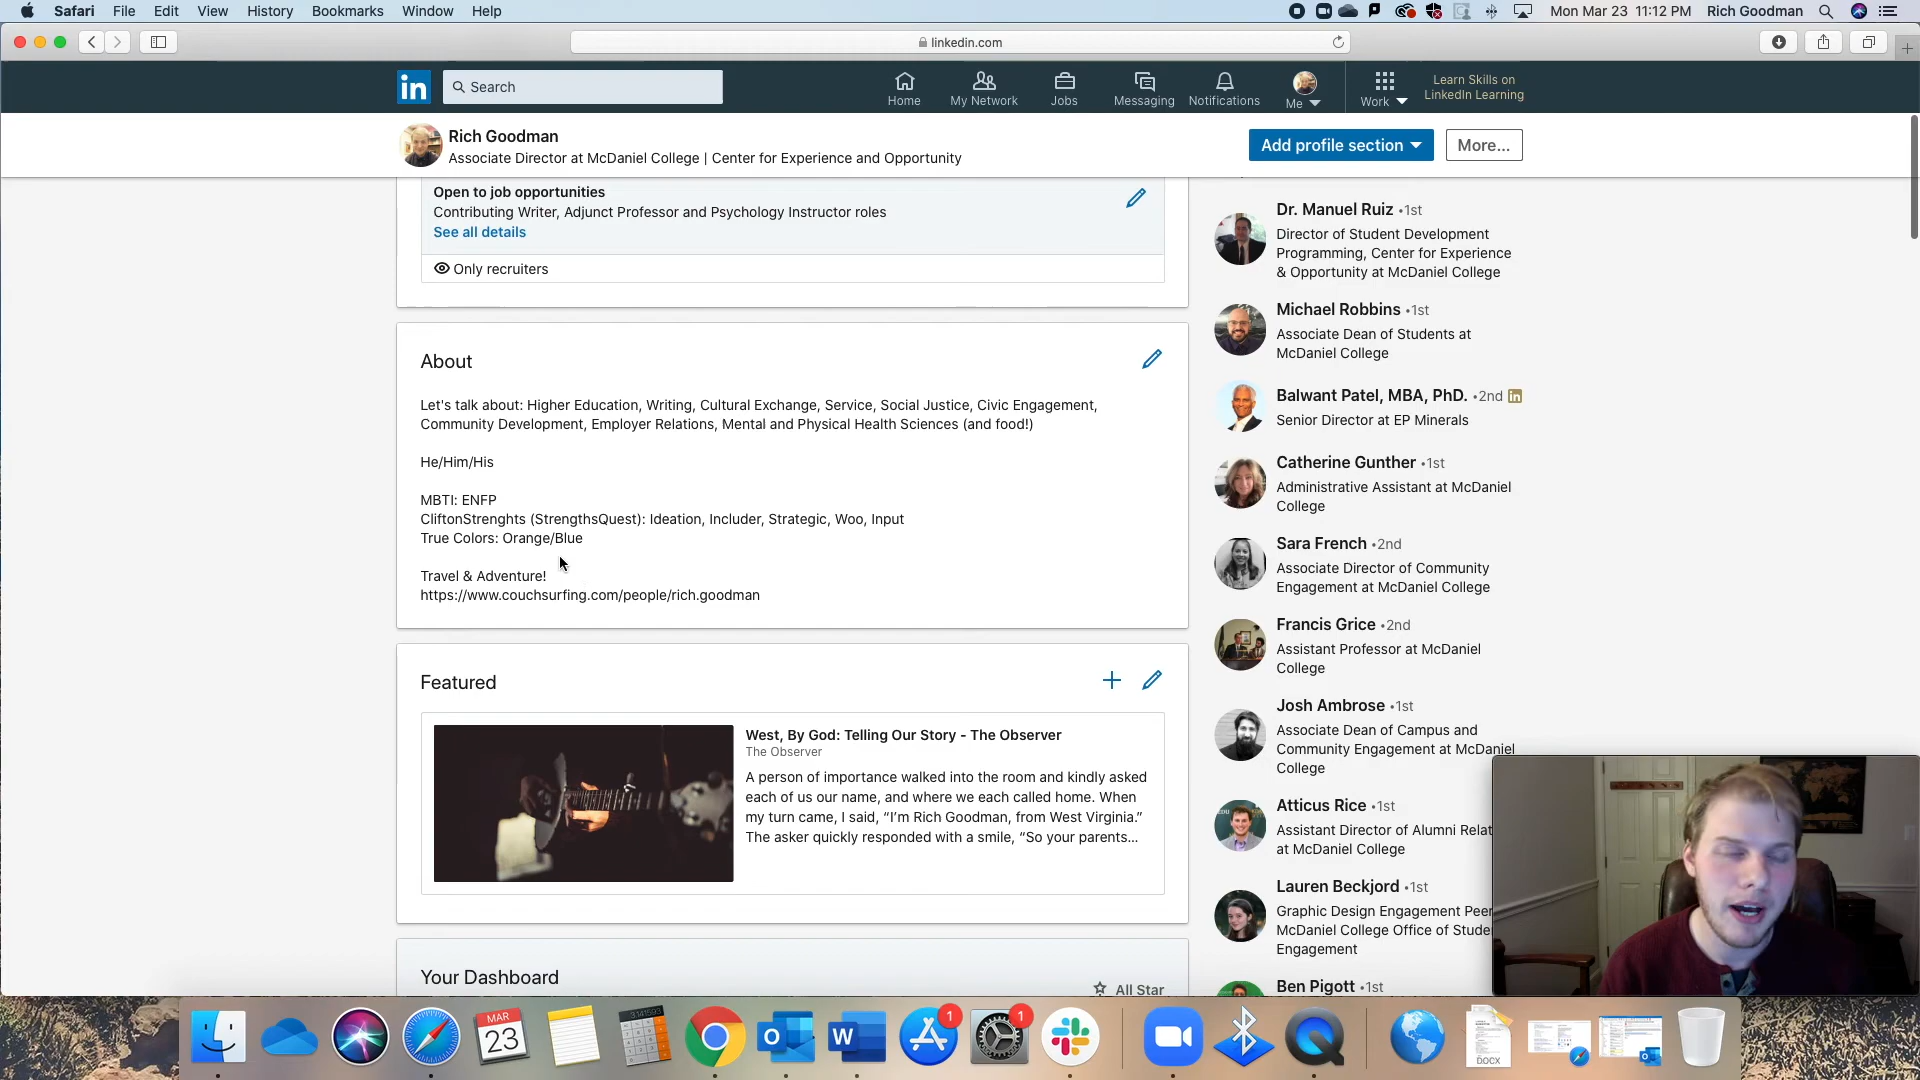 Safari File Edit View History Bookmarks Window Help
Mon Mar 23 11:12 PM Rich Goodman
linkedin.com
in Search
Home
My Network
Jobs
Messaging
Notifications
Me
Work
Learn Skills on
LinkedIn Learning
Rich Goodman
Associate Director at McDaniel College | Center for Experience and Opportunity
Add profile section
More...
Open to job opportunities
Contributing Writer, Adjunct Professor and Psychology Instructor roles
See all details
Only recruiters
About
Let's talk about: Higher Education, Writing, Cultural Exchange, Service, Social Justice, Civic Engagement,
Community Development, Employer Relations, Mental and Physical Health Sciences (and food!)
He/Him/His
MBTI: ENFP
CliftonStrenghts (StrengthsQuest): Ideation, Includer, Strategic, Woo, Input
True Colors: Orange/Blue
Travel & Adventure!
https://www.couchsurfing.com/people/rich.goodman
Featured
West, By God: Telling Our Story - The Observer
The Observer
A person of importance walked into the room and kindly asked
each of us our name, and where we each called home. When
my turn came, I said, “I’m Rich Goodman, from West Virginia.”
The asker quickly responded with a smile, “So your parents...
Your Dashboard
All Star
Dr. Manuel Ruiz •1st
Director of Student Development
Programming, Center for Experience
& Opportunity at McDaniel College
Michael Robbins •1st
Associate Dean of Students at
McDaniel College
Balwant Patel, MBA, PhD. •2nd in
Senior Director at EP Minerals
Catherine Gunther •1st
Administrative Assistant at McDaniel
College
Sara French •2nd
Associate Director of Community
Engagement at McDaniel College
Francis Grice •2nd
Assistant Professor at McDaniel
College
Josh Ambrose •1st
Associate Dean of Campus and
Community Engagement at McDaniel
College
Atticus Rice •1st
Assistant Director of Alumni Relat
at McDaniel College
Lauren Beckjord •1st
Graphic Design Engagement Peer
McDaniel College Office of Stude
Engagement
Ben Pigott •1st
MAR
23
3.141593
O
W
1
1
DOCX